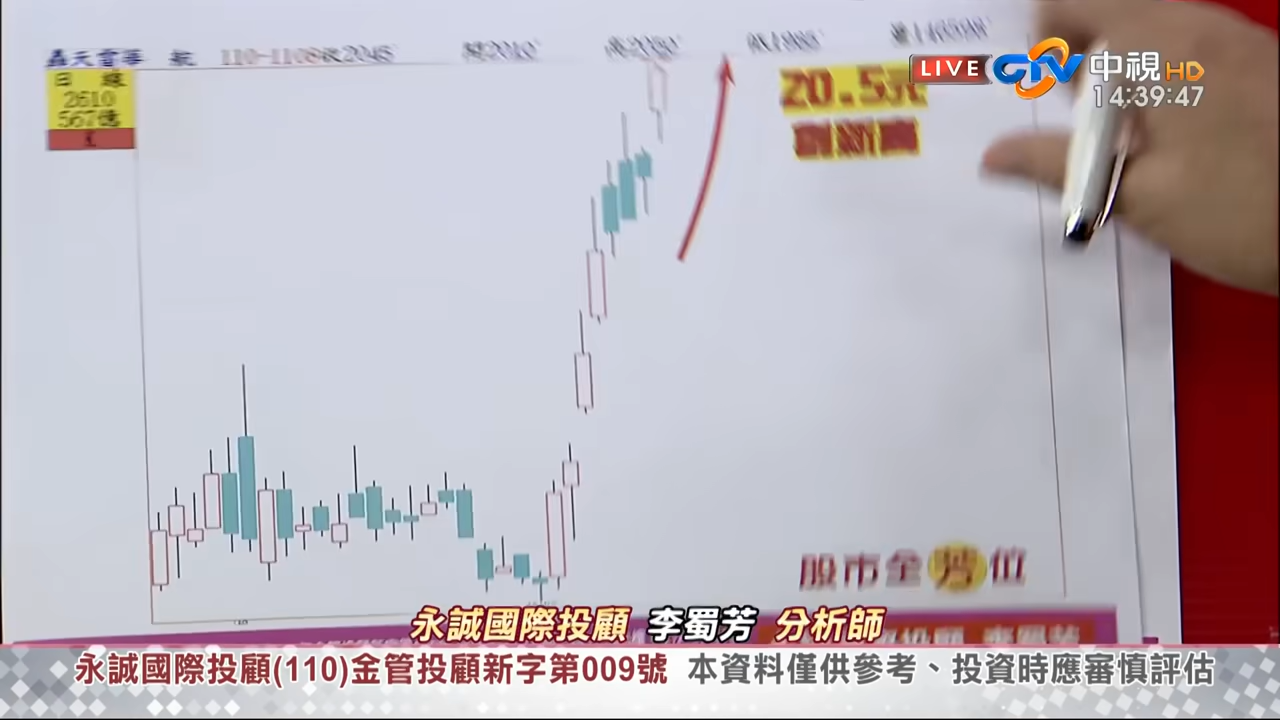 LIVE CTV 中視HD
14:39:47
日 線
2610
567億
20.5元
創新高
股市全芳位
永誠國際投顧 李蜀芳 分析師
永誠國際投顧(110)金管投顧新字第009號 本資料僅供參考、投資時應審慎評估